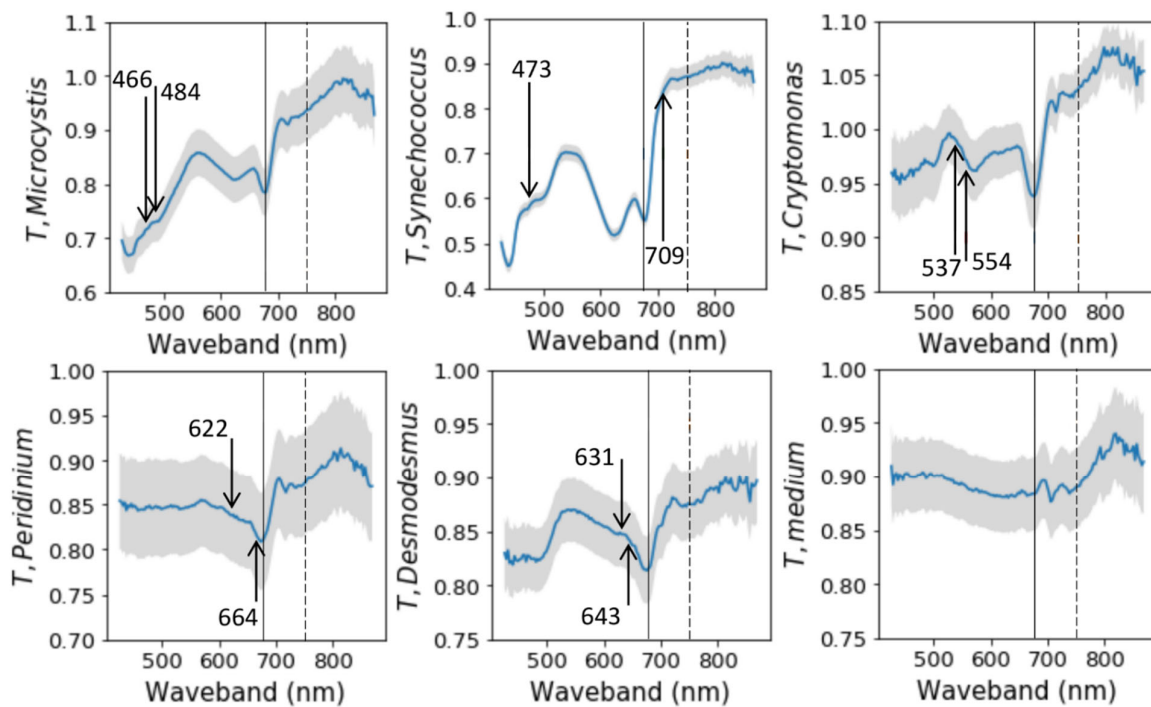 T, Microcystis
1.1
1.0
0.9
0.8
0.7
0.6
466
484
500 600 700 800
Waveband (nm)
T, Synechococcus
1.0
0.9
0.8
0.7
0.6
0.5
0.4
473
709
500 600 700 800
Waveband (nm)
T, Cryptomonas
1.10
1.05
1.00
0.95
0.90
0.85
537
554
500 600 700 800
Waveband (nm)
T, Peridinium
1.00
0.95
0.90
0.85
0.80
0.75
0.70
622
664
500 600 700 800
Waveband (nm)
T, Desmodesmus
1.00
0.95
0.90
0.85
0.80
0.75
631
643
500 600 700 800
Waveband (nm)
T, medium
1.00
0.95
0.90
0.85
0.80
0.75
500 600 700 800
Waveband (nm)